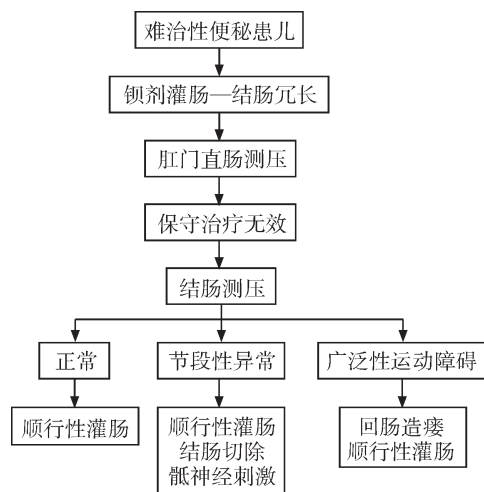 难治性便秘患儿
钡剂灌肠—结肠冗长
肛门直肠测压
保守治疗无效
结肠测压
正常
节段性异常
广泛性运动障碍
顺行性灌肠
顺行性灌肠
结肠切除
骶神经刺激
回肠造瘘
顺行性灌肠